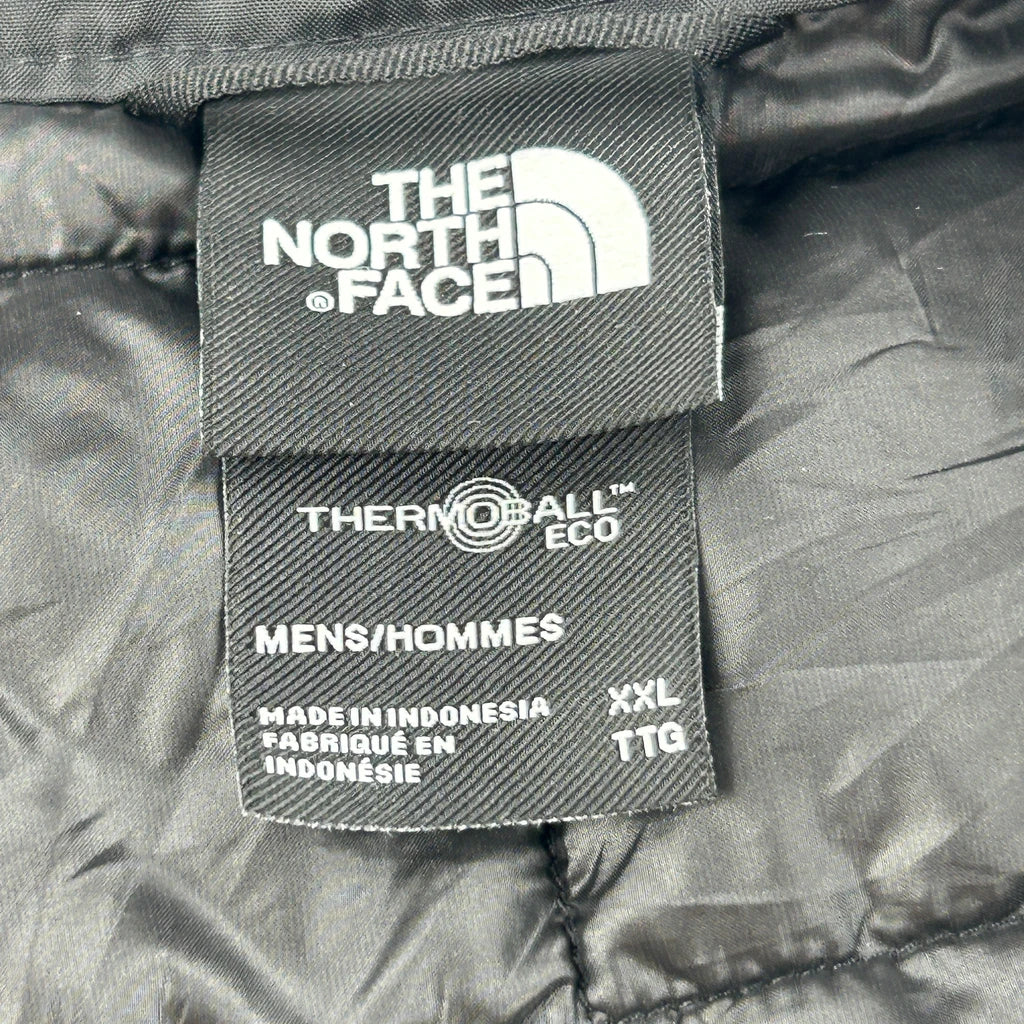 THE
NORTH
®FACE
THERMOBALL™
ECO
MENS/HOMMES
MADE IN INDONESIA
FABRIQUÉ EN
INDONÉSIE
XXL
TTG